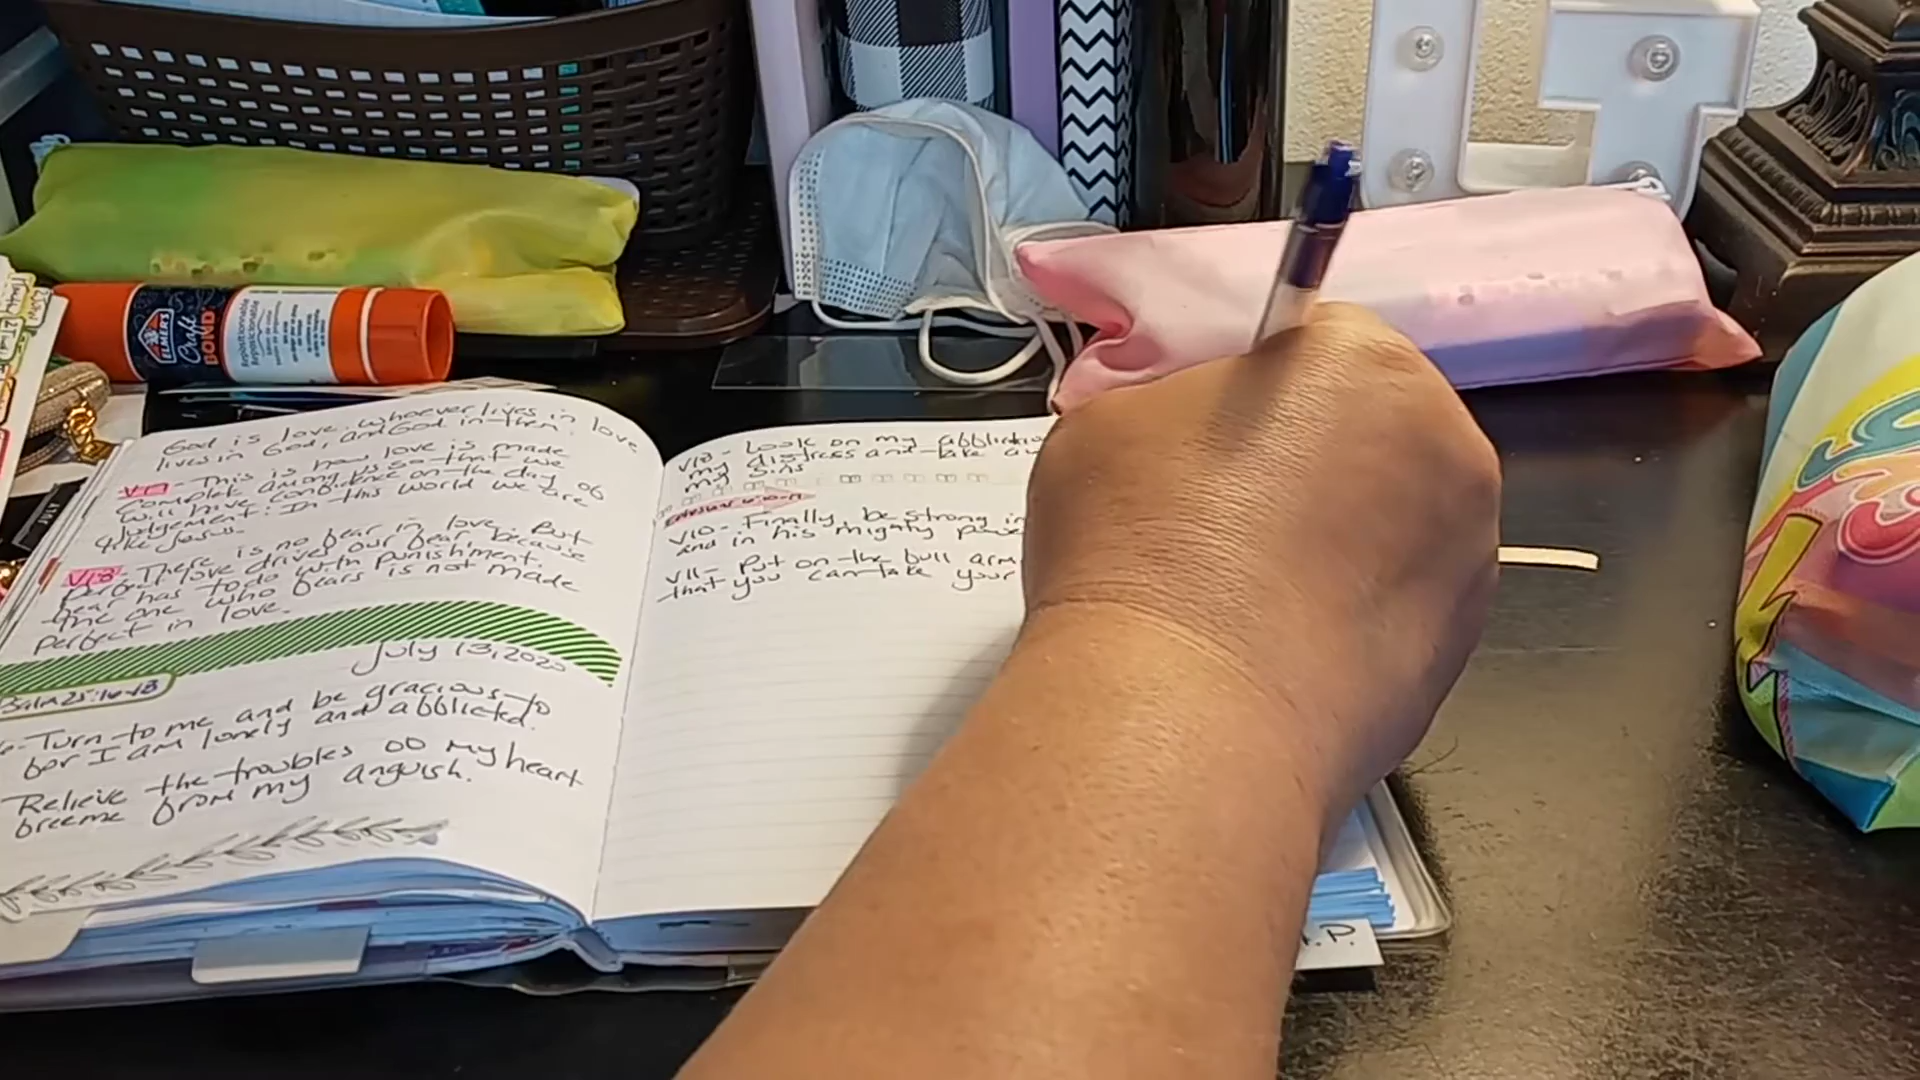 God is love. whoever lives in love
lives in God, and God in them.
V17 - This is how love is made
complete among us so that we
will have confidence on the day of
judgement: In this world we are
like Jesus.
V18 - There is no fear in love. But
perfect love drives out fear, because
fear has to do with punishment.
the one who fears is not made
perfect in love.
July 13, 2020
Psalm 25:16-18
- Turn to me and be gracious to
for I am lonely and afflicted.
Relieve the troubles of my heart
free me from my anguish.
V18 - Look on my affliction
my distress and take
my sins
V10 - Finally, be strong in
and in his mighty power
V11 - Put on the full arm
that you can take your
ELMER'S
Craft
BOND
Repositionable
JULY